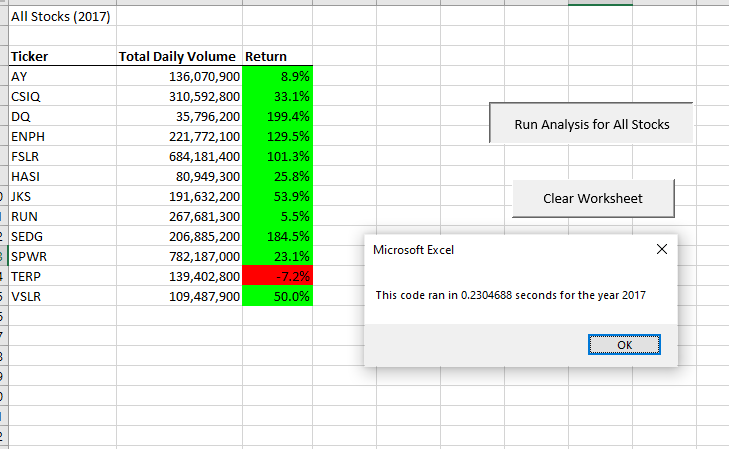 All Stocks (2017)
Ticker Total Daily Volume Return
AY 136,070,900 8.9%
CSIQ 310,592,800 33.1%
DQ 35,796,200 199.4%
ENPH 221,772,100 129.5%
FSLR 684,181,400 101.3%
HASI 80,949,300 25.8%
JKS 191,632,200 53.9%
RUN 267,681,300 5.5%
SEDG 206,885,200 184.5%
SPWR 782,187,000 23.1%
TERP 139,402,800 -7.2%
VSLR 109,487,900 50.0%
Run Analysis for All Stocks
Clear Worksheet
Microsoft Excel
This code ran in 0.2304688 seconds for the year 2017
OK